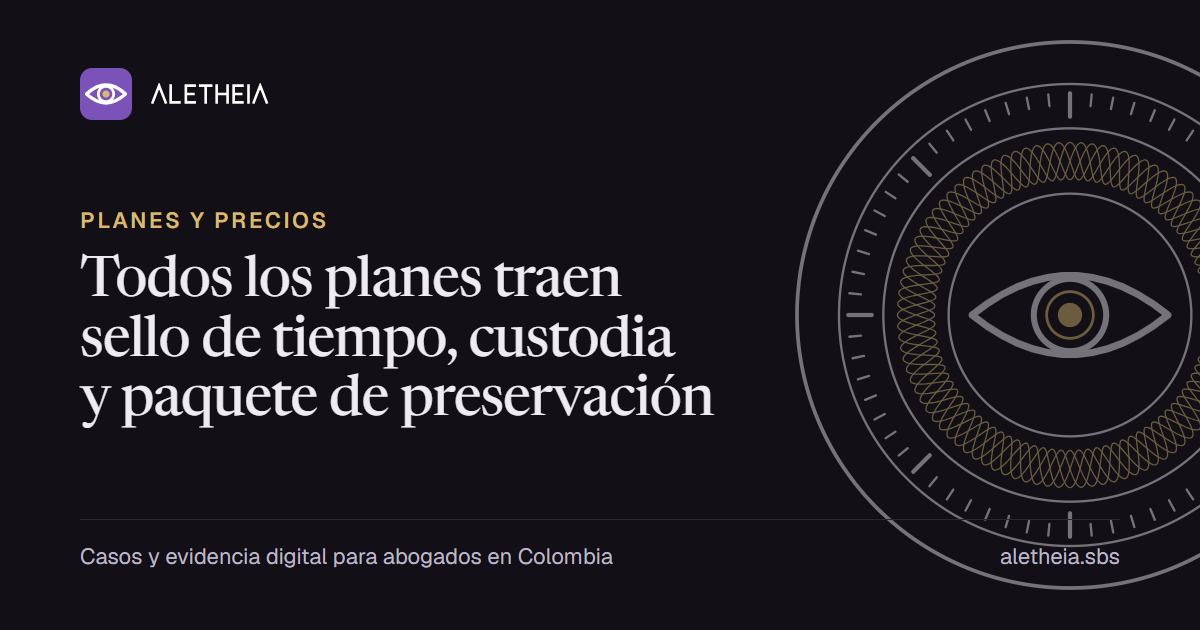 ALETHEIA
PLANES Y PRECIOS
Todos los planes traen
sello de tiempo, custodia
y paquete de preservación
Casos y evidencia digital para abogados en Colombia
aletheia.sbs